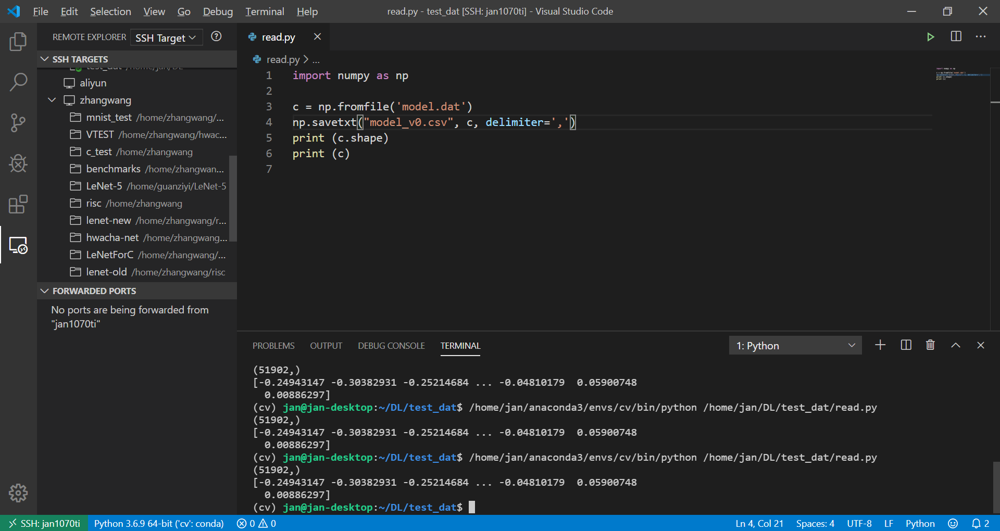 File Edit Selection View Go Debug Terminal Help
read.py - test_dat [SSH: jan1070ti] - Visual Studio Code
REMOTE EXPLORER SSH Target
SSH TARGETS
test_dat /home/jan/DL
aliyun
zhangwang
mnist_test /home/zhangwang/...
VTEST /home/zhangwang/hwac...
c_test /home/zhangwang
benchmarks /home/zhangwan...
LeNet-5 /home/guanziyi/LeNet-5
risc /home/zhangwang
lenet-new /home/zhangwang/r...
hwacha-net /home/zhangwang...
LeNetForC /home/zhangwang/...
lenet-old /home/zhangwang/risc
FORWARDED PORTS
No ports are being forwarded from
"jan1070ti"
read.py
read.py > ...
1 import numpy as np
2
3 c = np.fromfile('model.dat')
4 np.savetxt("model_v0.csv", c, delimiter=',')
5 print (c.shape)
6 print (c)
7
PROBLEMS OUTPUT DEBUG CONSOLE TERMINAL
1: Python
(51902,)
[-0.24943147 -0.30382931 -0.25214684 ... -0.04810179 0.05900748
0.00886297]
(cv) jan@jan-desktop:~/DL/test_dat$ /home/jan/anaconda3/envs/cv/bin/python /home/jan/DL/test_dat/read.py
(51902,)
[-0.24943147 -0.30382931 -0.25214684 ... -0.04810179 0.05900748
0.00886297]
(cv) jan@jan-desktop:~/DL/test_dat$ /home/jan/anaconda3/envs/cv/bin/python /home/jan/DL/test_dat/read.py
(51902,)
[-0.24943147 -0.30382931 -0.25214684 ... -0.04810179 0.05900748
0.00886297]
(cv) jan@jan-desktop:~/DL/test_dat$
SSH: jan1070ti Python 3.6.9 64-bit ('cv': conda) 0 0
Ln 4, Col 21 Spaces: 4 UTF-8 LF Python 2